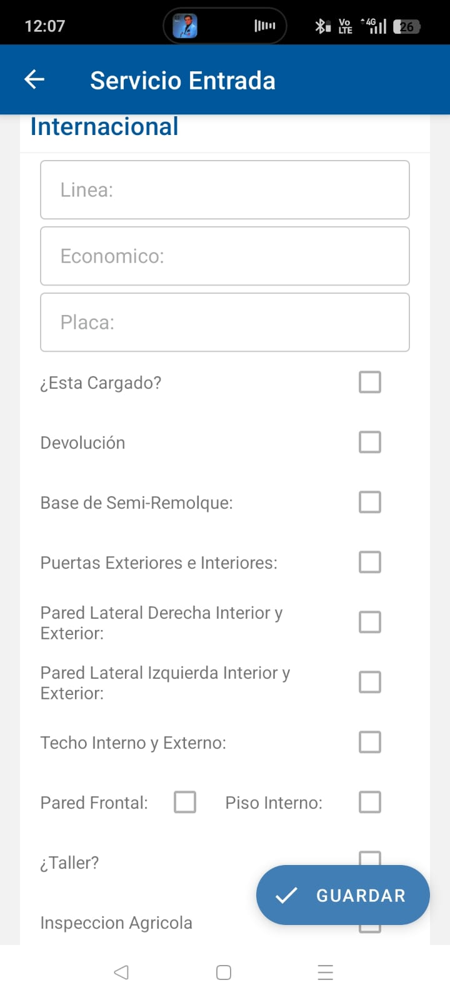 12:07
Vo LTE 4G 26
Servicio Entrada
Internacional
Linea:
Economico:
Placa:
¿Esta Cargado?
Devolución
Base de Semi-Remolque:
Puertas Exteriores e Interiores:
Pared Lateral Derecha Interior y
Exterior:
Pared Lateral Izquierda Interior y
Exterior:
Techo Interno y Externo:
Pared Frontal: Piso Interno:
¿Taller?
GUARDAR
Inspeccion Agricola